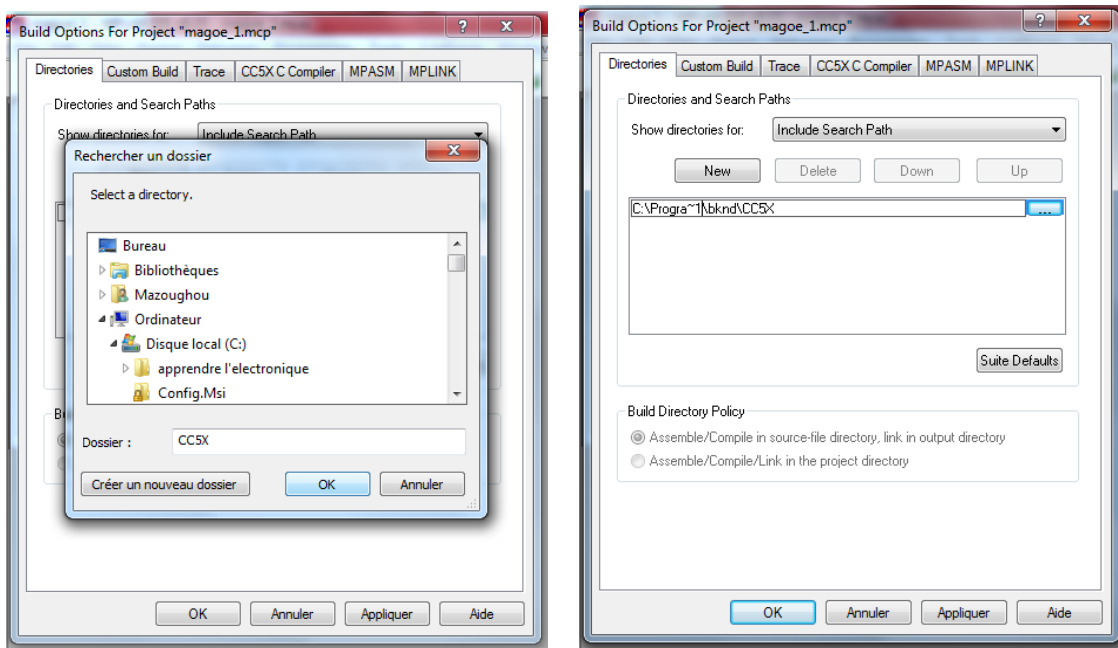 Build Options For Project "magoe_1.mcp"
Directories Custom Build Trace CC5X C Compiler MPASM MPLINK
Directories and Search Paths
Show directories for: Include Search Path
Rechercher un dossier
Select a directory.
Bureau
Bibliothèques
Mazoughou
Ordinateur
Disque local (C:)
apprendre l'electronique
Config.Msi
Dossier : CC5X
Créer un nouveau dossier OK Annuler
OK Annuler Appliquer Aide
Build Options For Project "magoe_1.mcp"
Directories Custom Build Trace CC5X C Compiler MPASM MPLINK
Directories and Search Paths
Show directories for: Include Search Path
New Delete Down Up
C:\Progra~1\bknd\CC5X ...
Suite Defaults
Build Directory Policy
Assemble/Compile in source-file directory, link in output directory
Assemble/Compile/Link in the project directory
OK Annuler Appliquer Aide